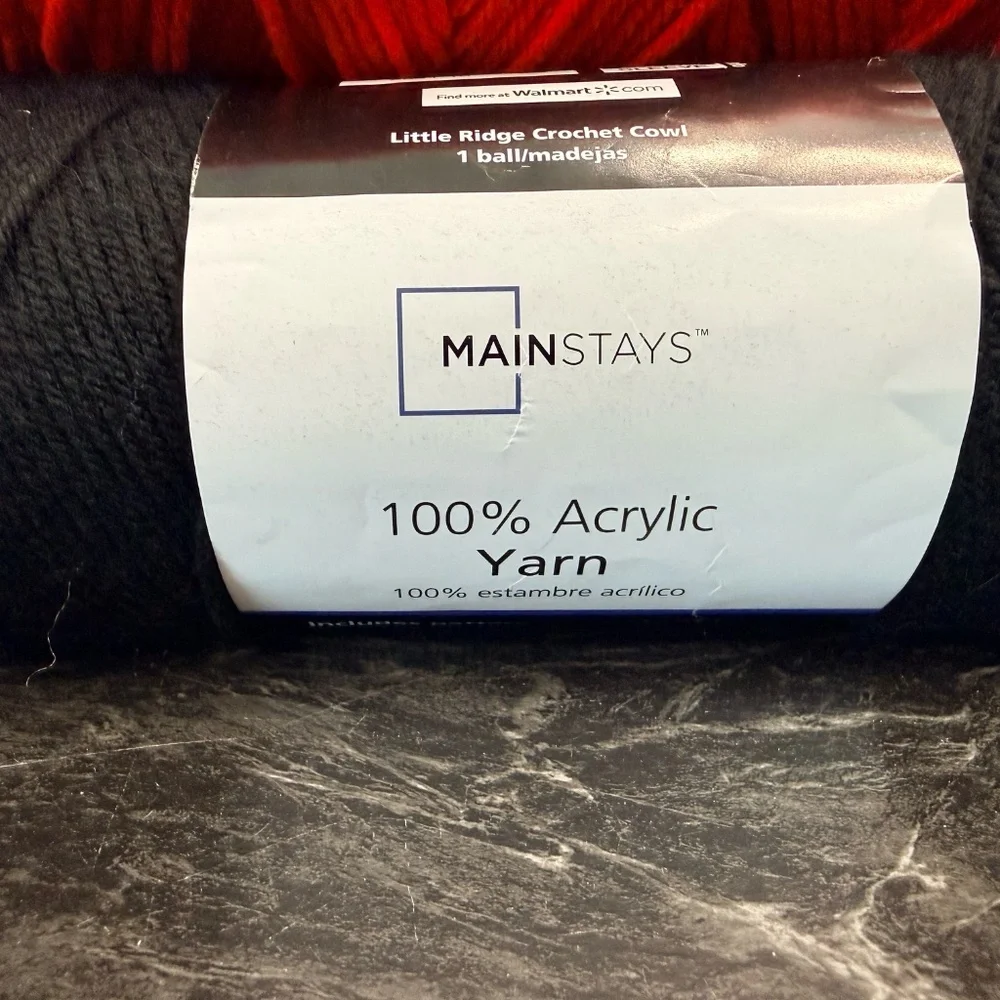 Find more at Walmart com
Little Ridge Crochet Cowl
1 ball/madejas
MAINSTAYS™
100% Acrylic
Yarn
100% estambre acrílico
Includes